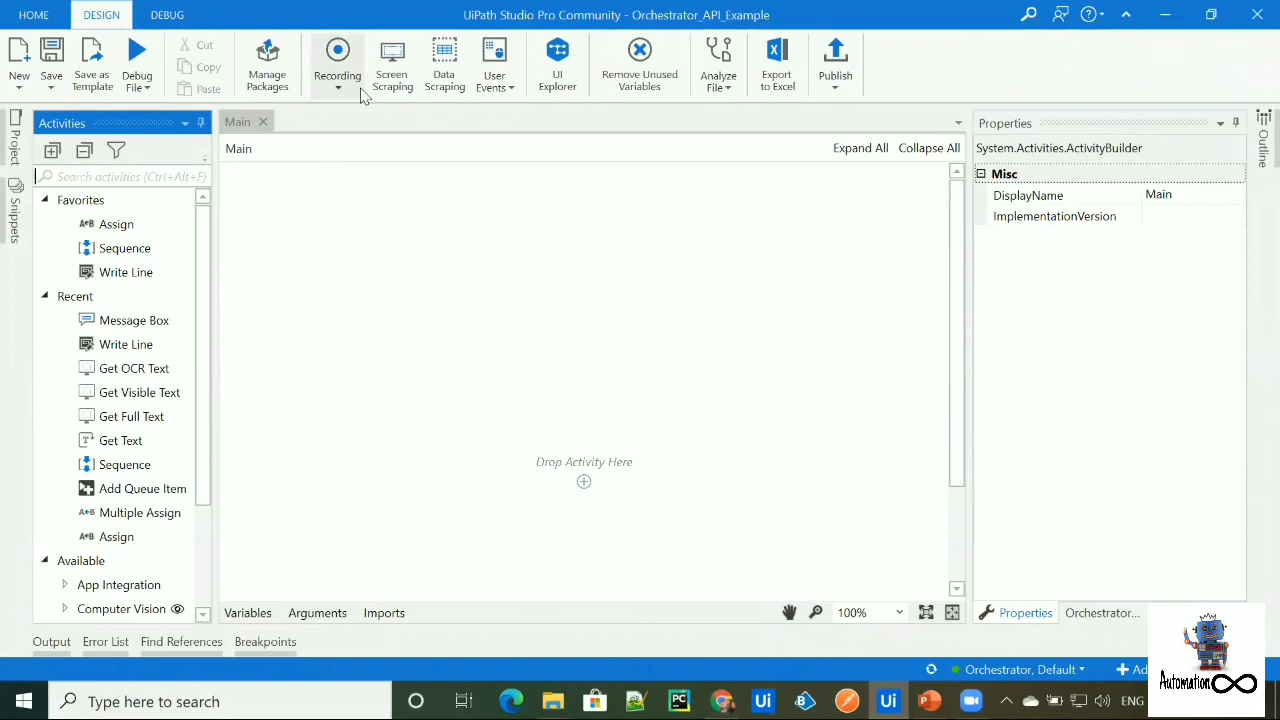 HOME DESIGN DEBUG UiPath Studio Pro Community - Orchestrator_API_Example
New Save Save as Template Debug File Cut Copy Paste Manage Packages Recording Screen Scraping Data Scraping User Events UI Explorer Remove Unused Variables Analyze File Export to Excel Publish
Project
Snippets
Activities
Search activities (Ctrl+Alt+F)
Favorites
Assign
Sequence
Write Line
Recent
Message Box
Write Line
Get OCR Text
Get Visible Text
Get Full Text
Get Text
Sequence
Add Queue Item
Multiple Assign
Assign
Available
App Integration
Computer Vision
Main
Main Expand All Collapse All
Drop Activity Here
Variables Arguments Imports 100%
Properties
System.Activities.ActivityBuilder
Misc
DisplayName Main
ImplementationVersion
Properties Orchestrator...
Outline
Output Error List Find References Breakpoints
Orchestrator, Default
Automation
Type here to search
Ui Ui ENG